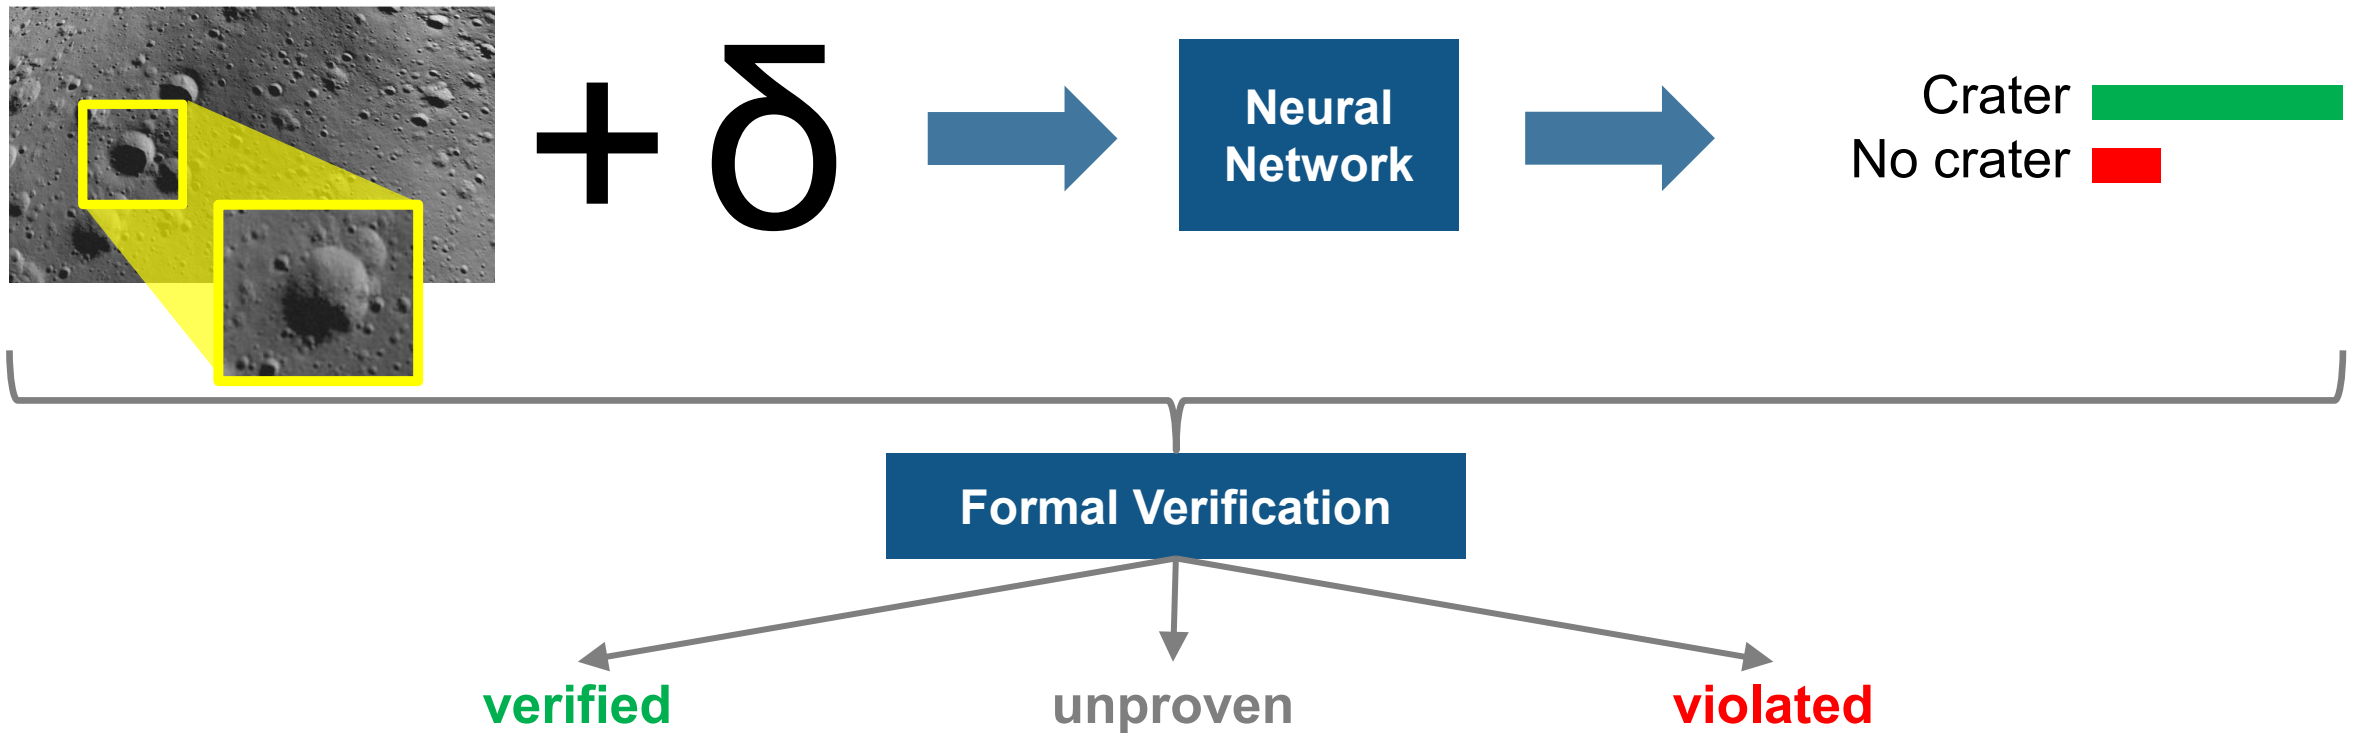 + δ
Neural
Network
Crater
No crater
Formal Verification
verified
unproven
violated